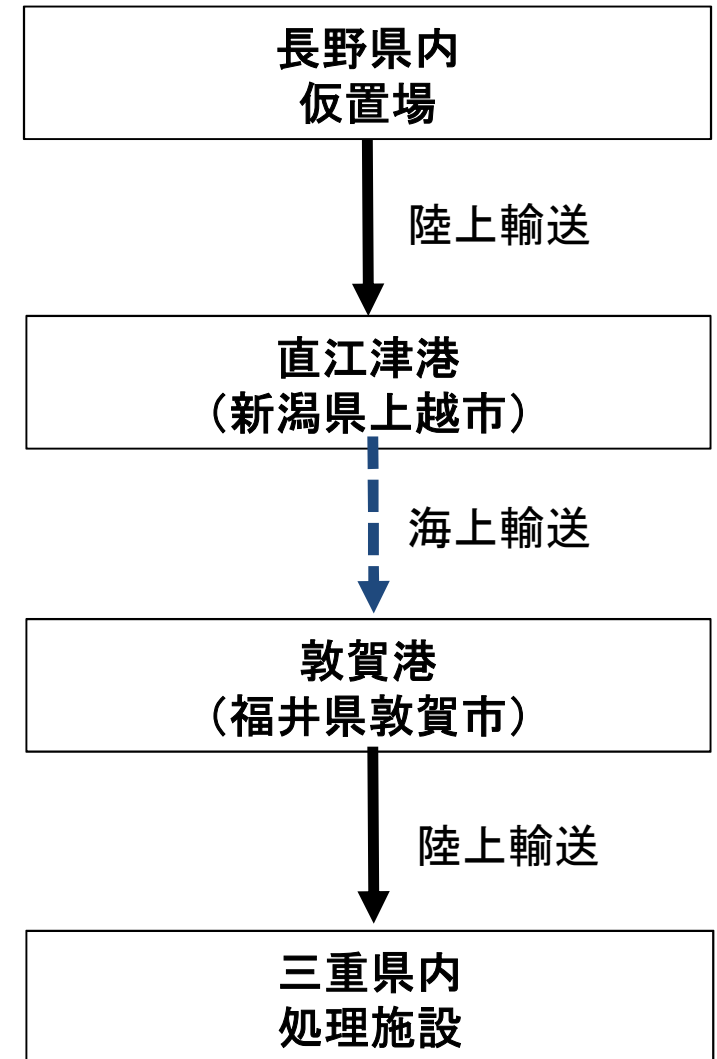 長野県内
仮置場
陸上輸送
直江津港
（新潟県上越市）
海上輸送
敦賀港
（福井県敦賀市）
陸上輸送
三重県内
処理施設